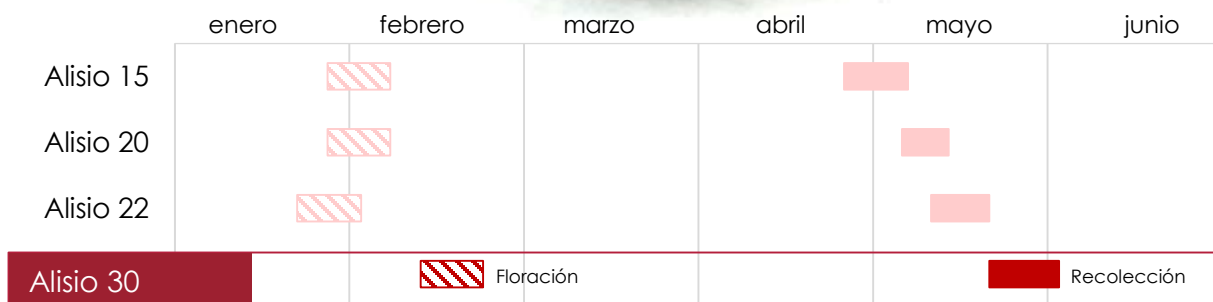 enero febrero marzo abril mayo junio
Alisio 15
Alisio 20
Alisio 22
Alisio 30 Floración Recolección